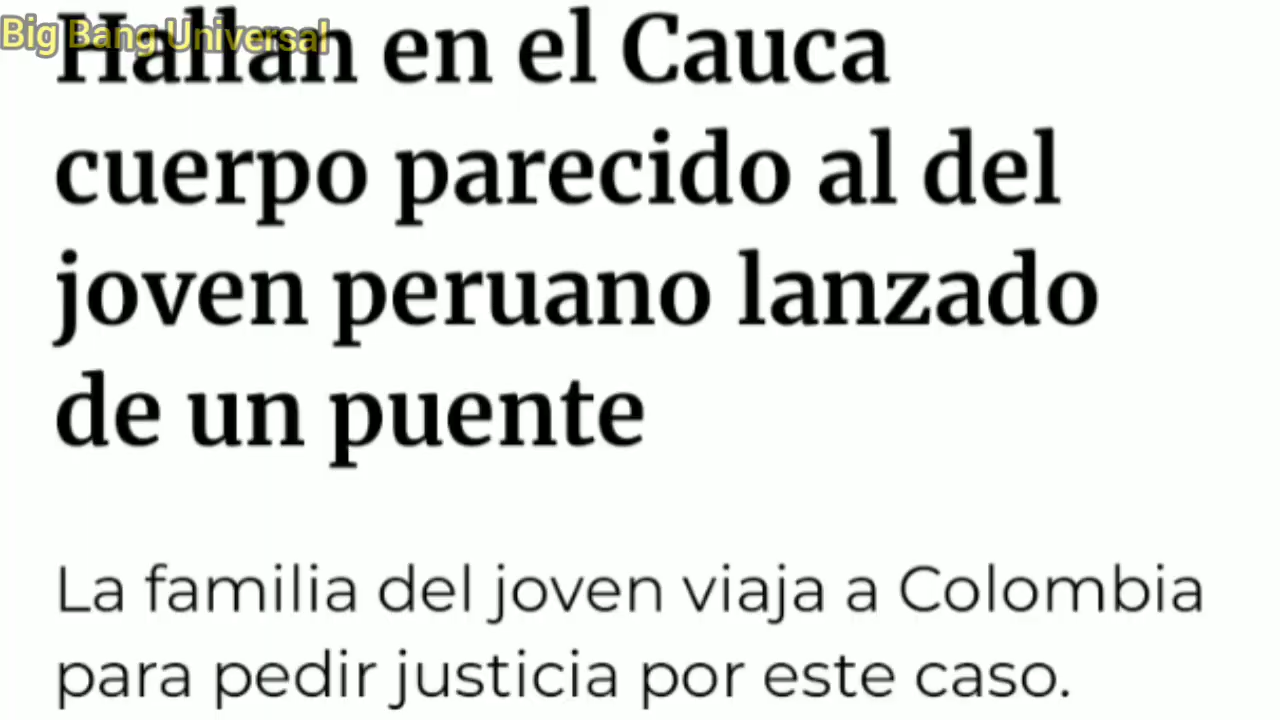 Big Bang Universal
Hallan en el Cauca
cuerpo parecido al del
joven peruano lanzado
de un puente
La familia del joven viaja a Colombia
para pedir justicia por este caso.